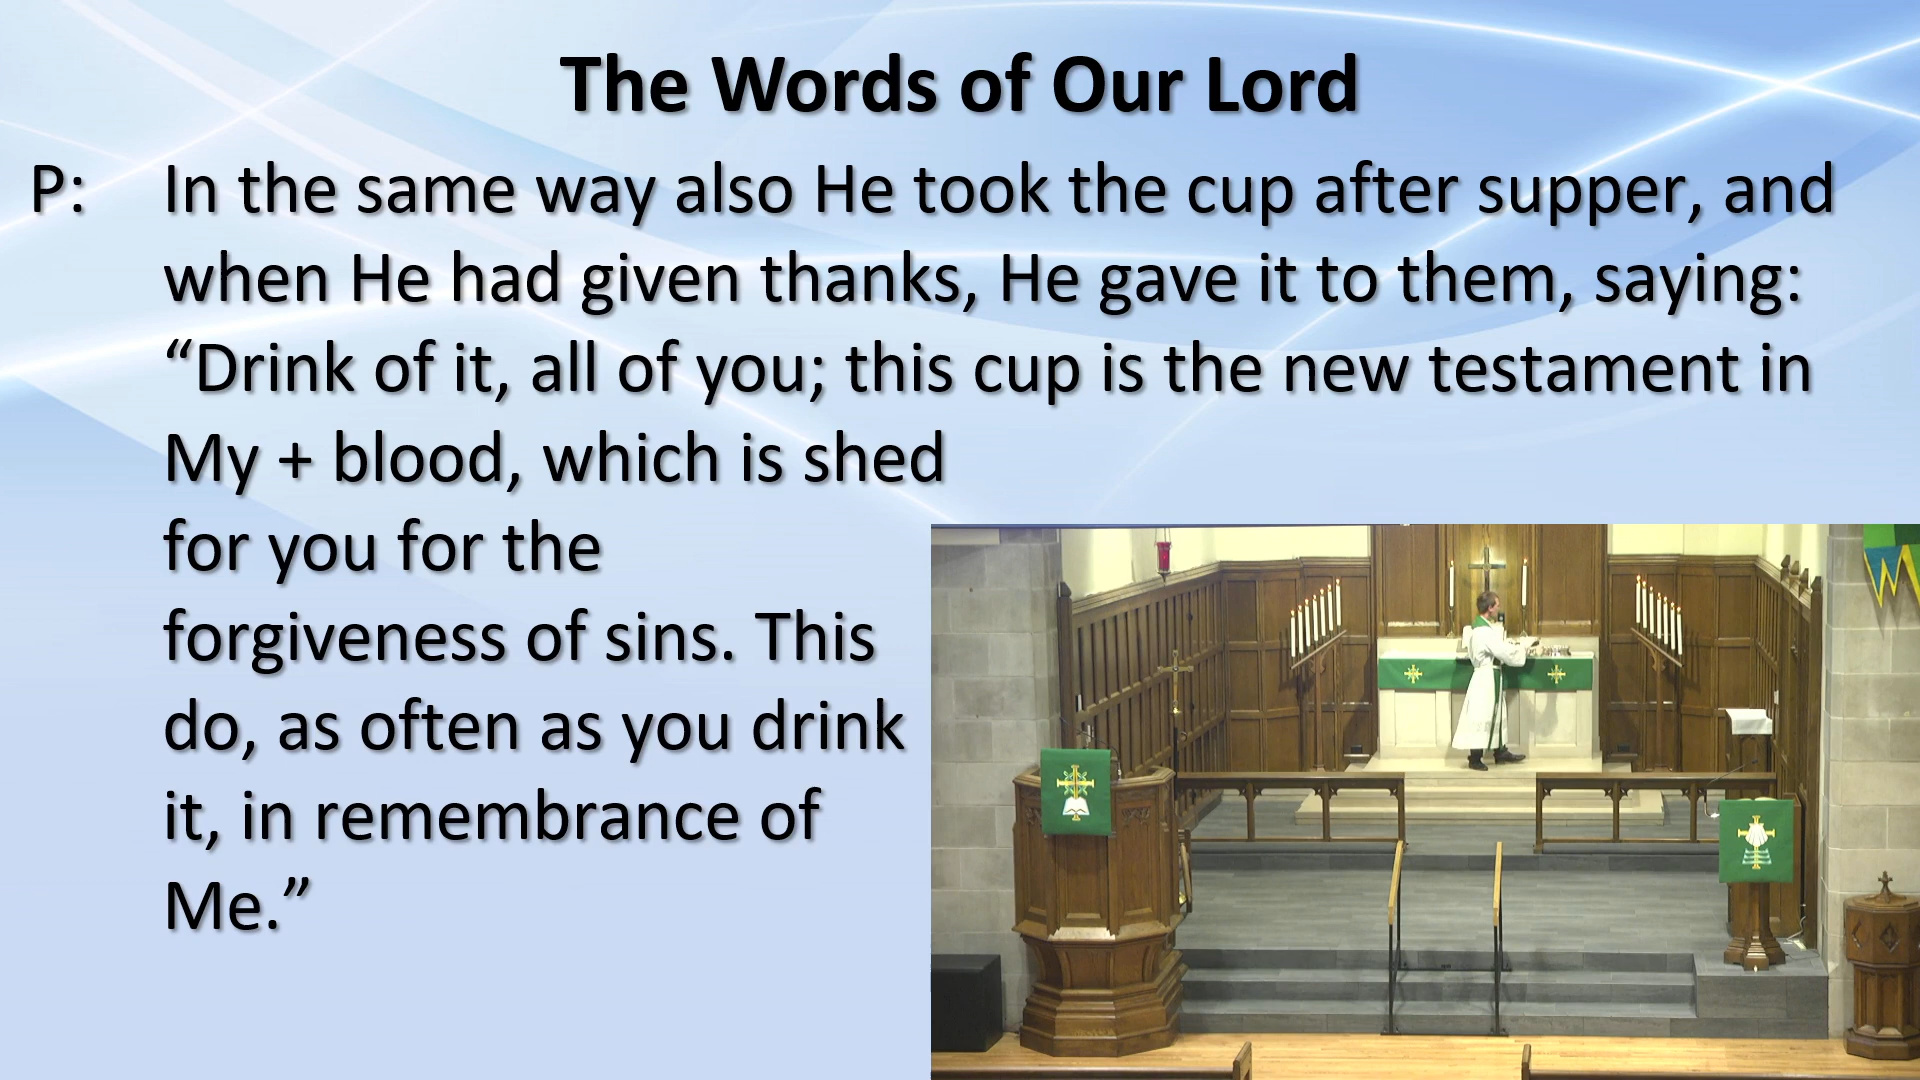 The Words of Our Lord
P: In the same way also He took the cup after supper, and
when He had given thanks, He gave it to them, saying:
“Drink of it, all of you; this cup is the new testament in
My + blood, which is shed
for you for the
forgiveness of sins. This
do, as often as you drink
it, in remembrance of
Me.”